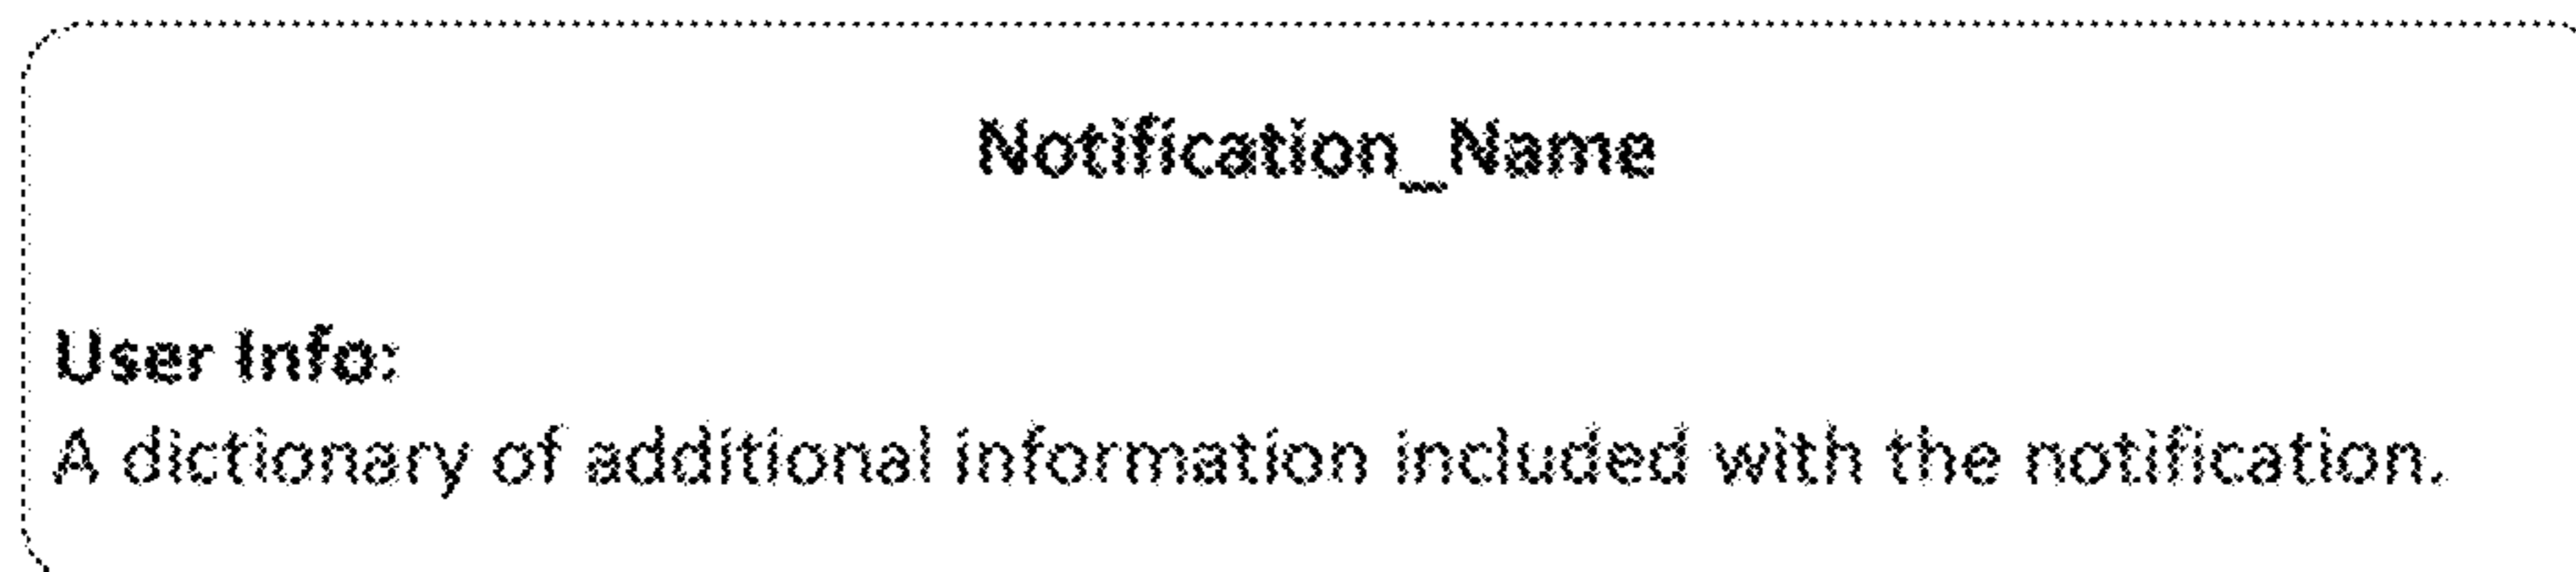 Notification_Name
User Info:
A dictionary of additional information included with the notification.